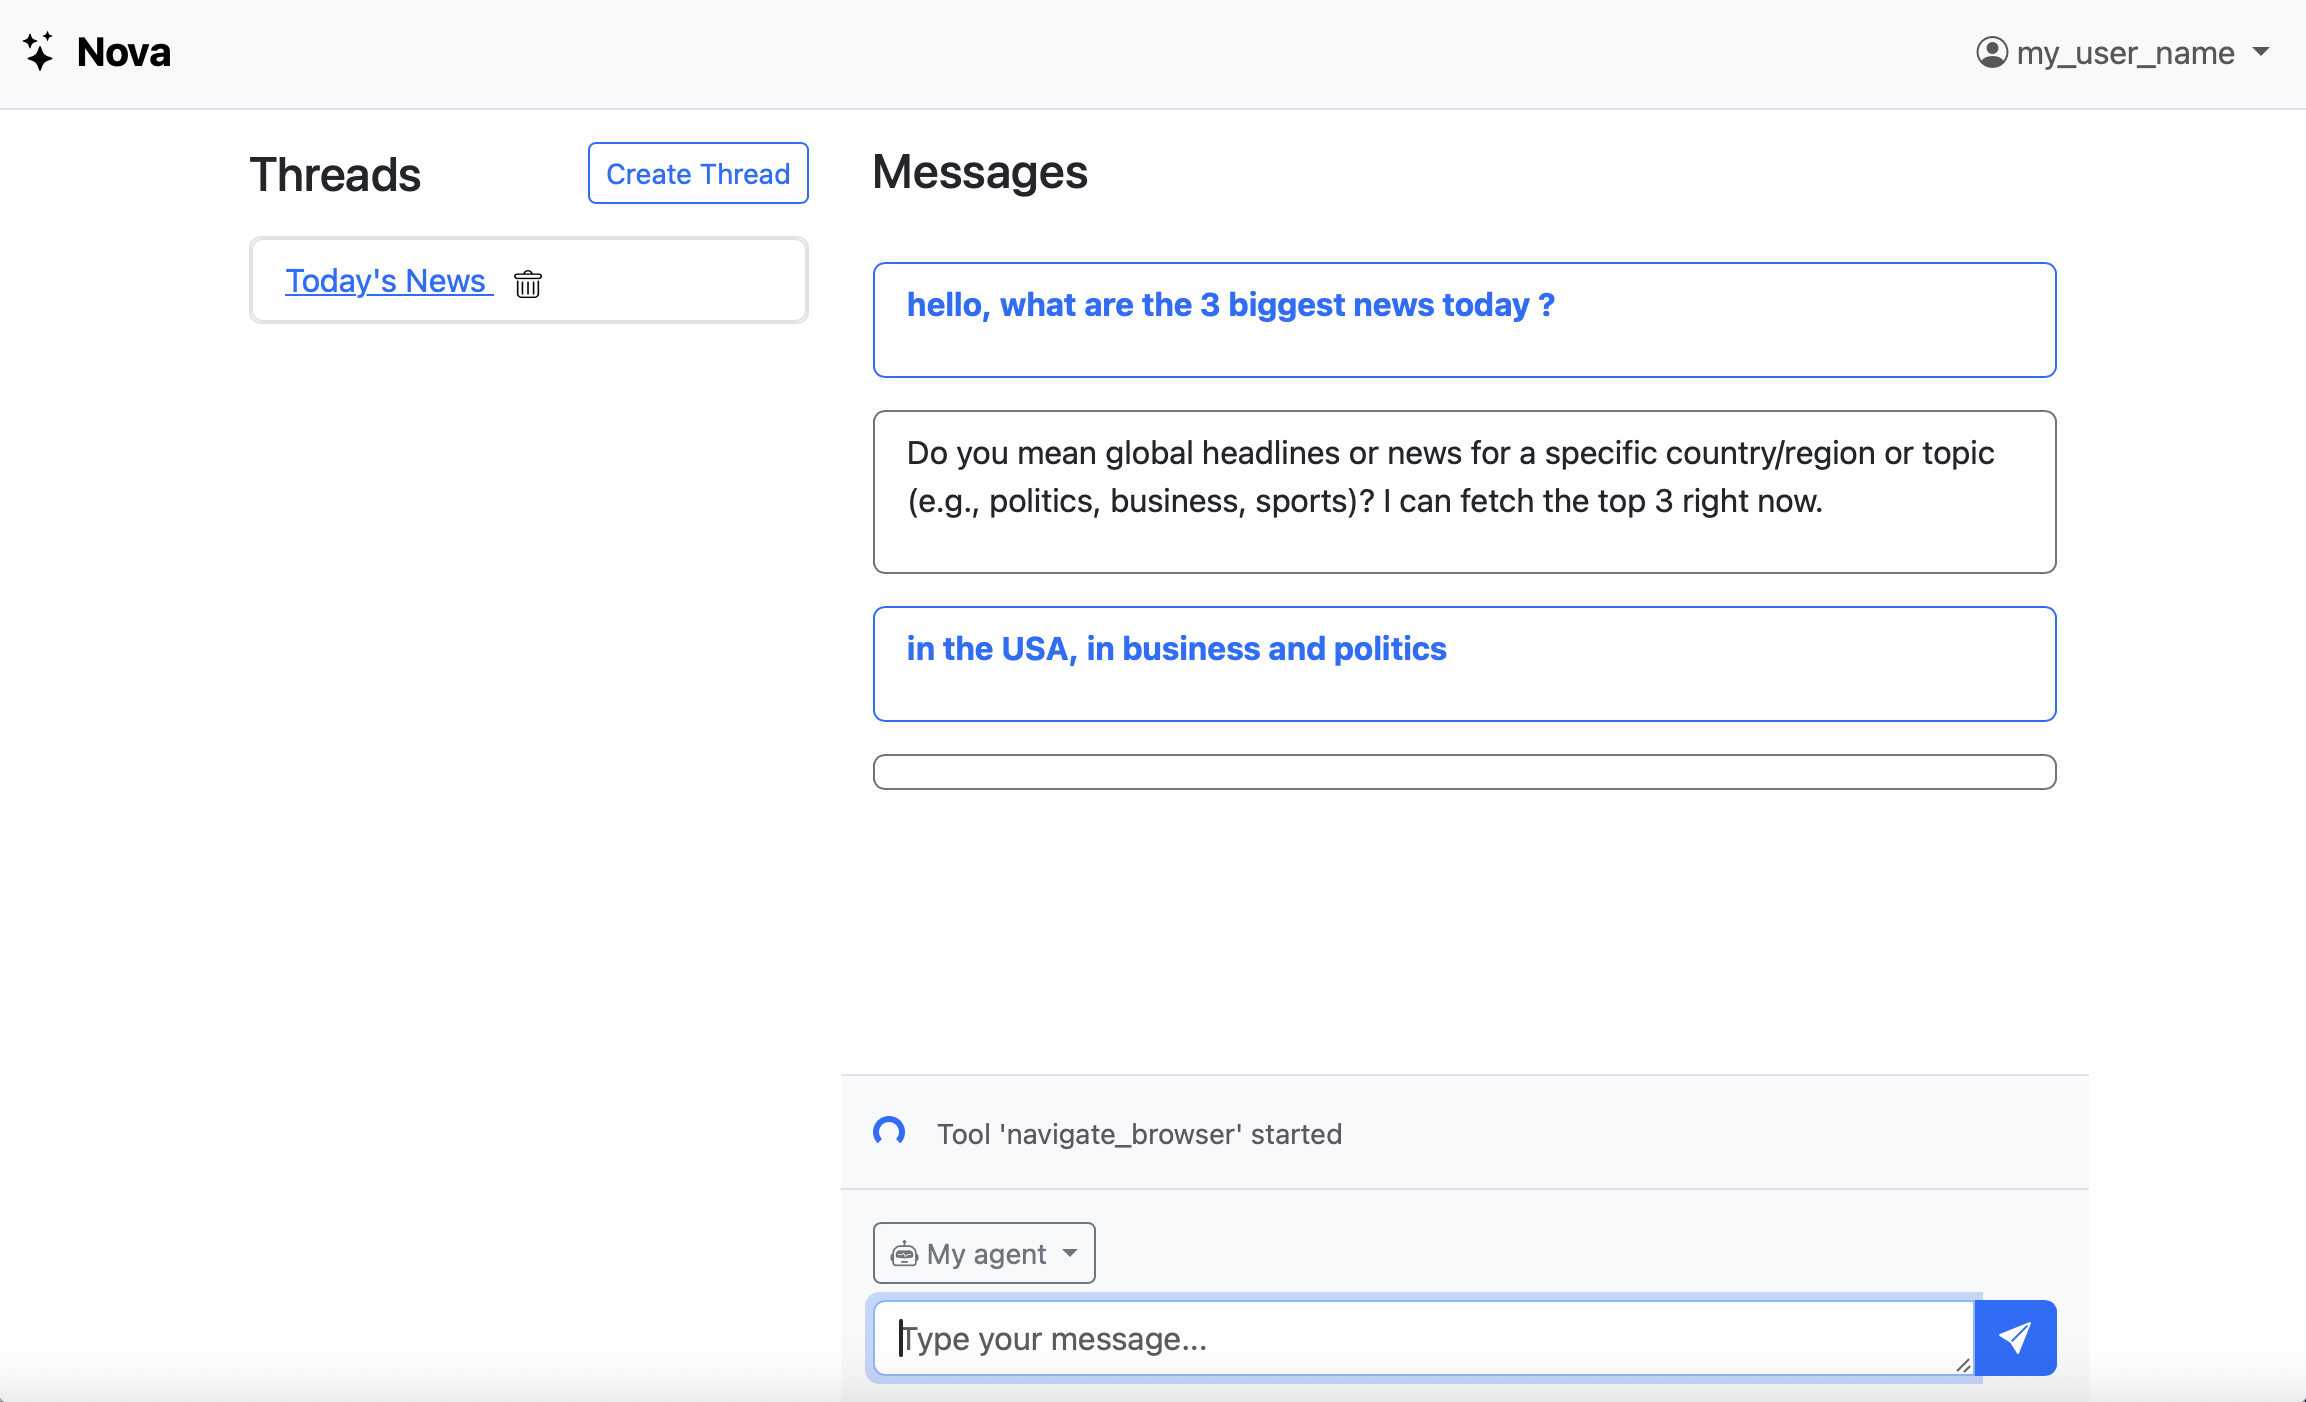 Nova
my_user_name
Threads
Create Thread
Today's News
Messages
hello, what are the 3 biggest news today ?
Do you mean global headlines or news for a specific country/region or topic
(e.g., politics, business, sports)? I can fetch the top 3 right now.
in the USA, in business and politics
Tool 'navigate_browser' started
My agent
Type your message...